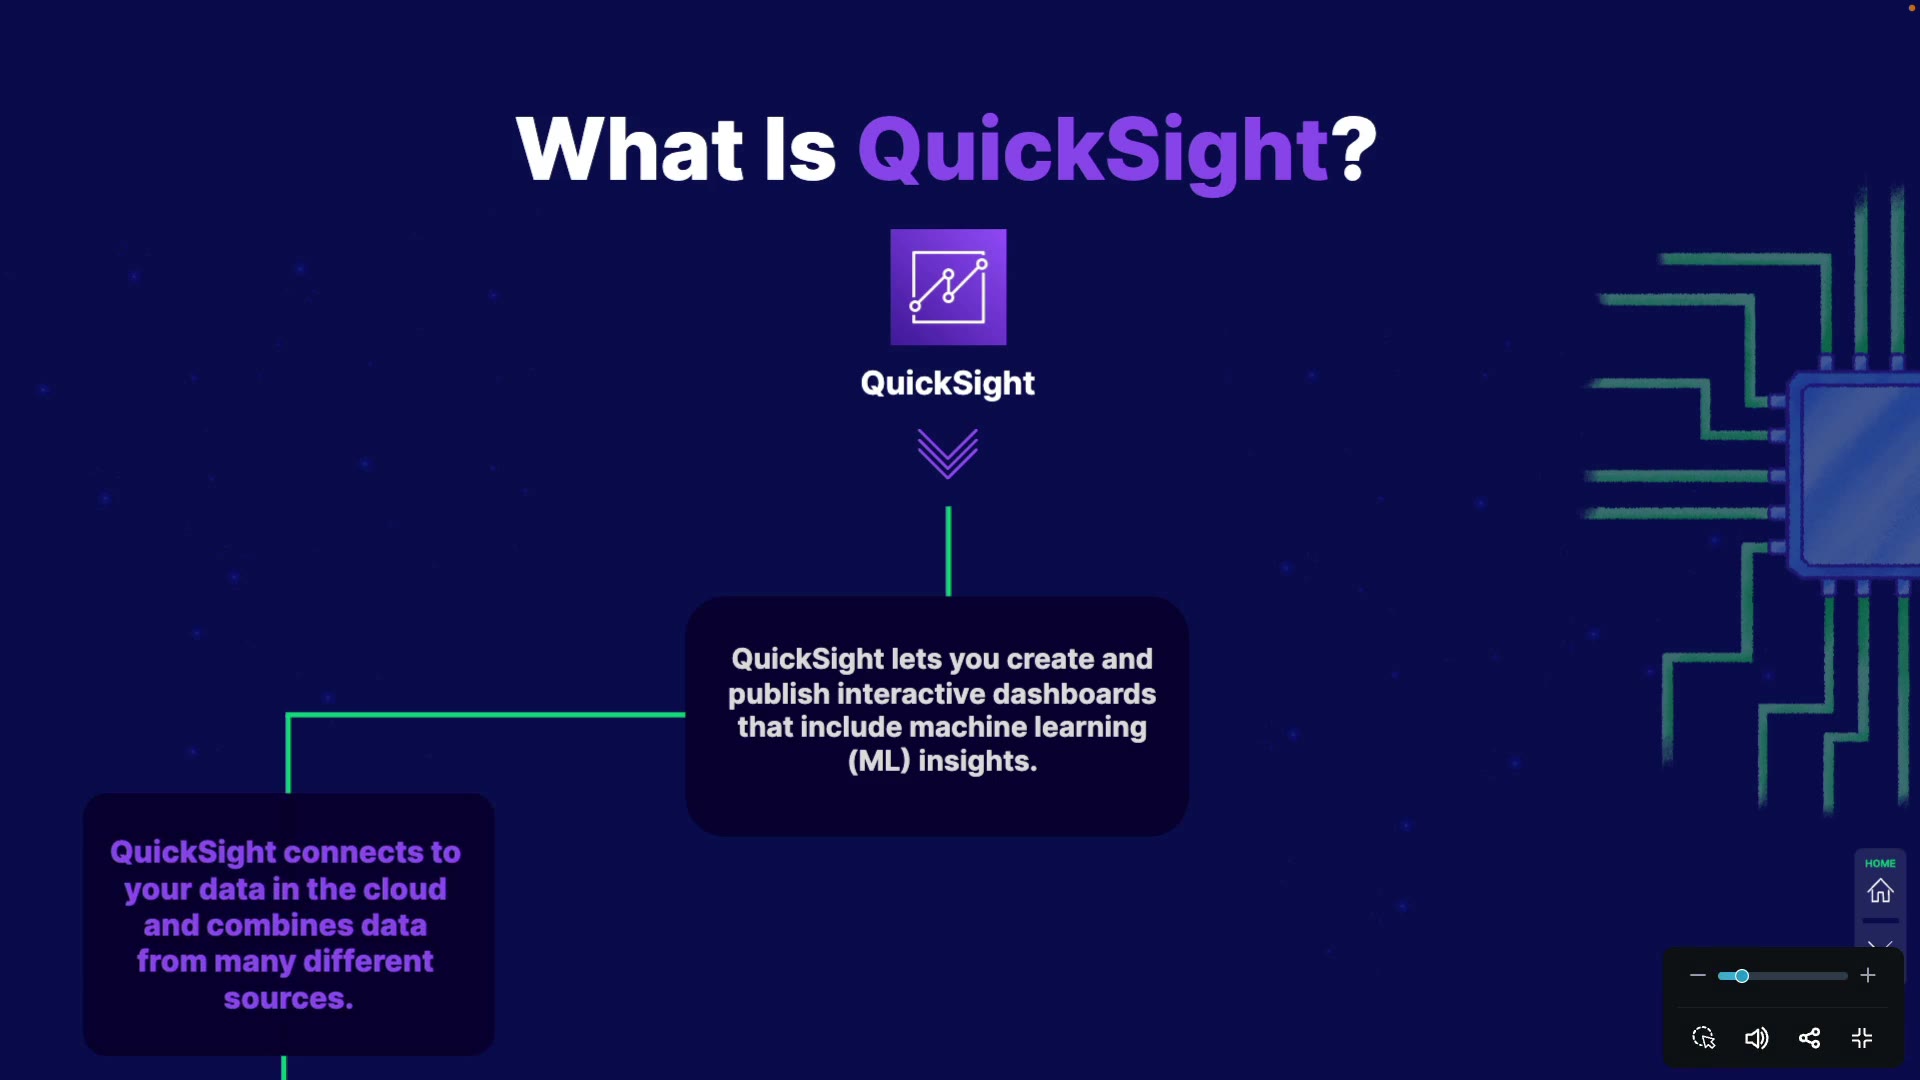 What Is QuickSight?
QuickSight
QuickSight lets you create and
publish interactive dashboards
that include machine learning
(ML) insights.
QuickSight connects to
your data in the cloud
and combines data
from many different
sources.
HOME